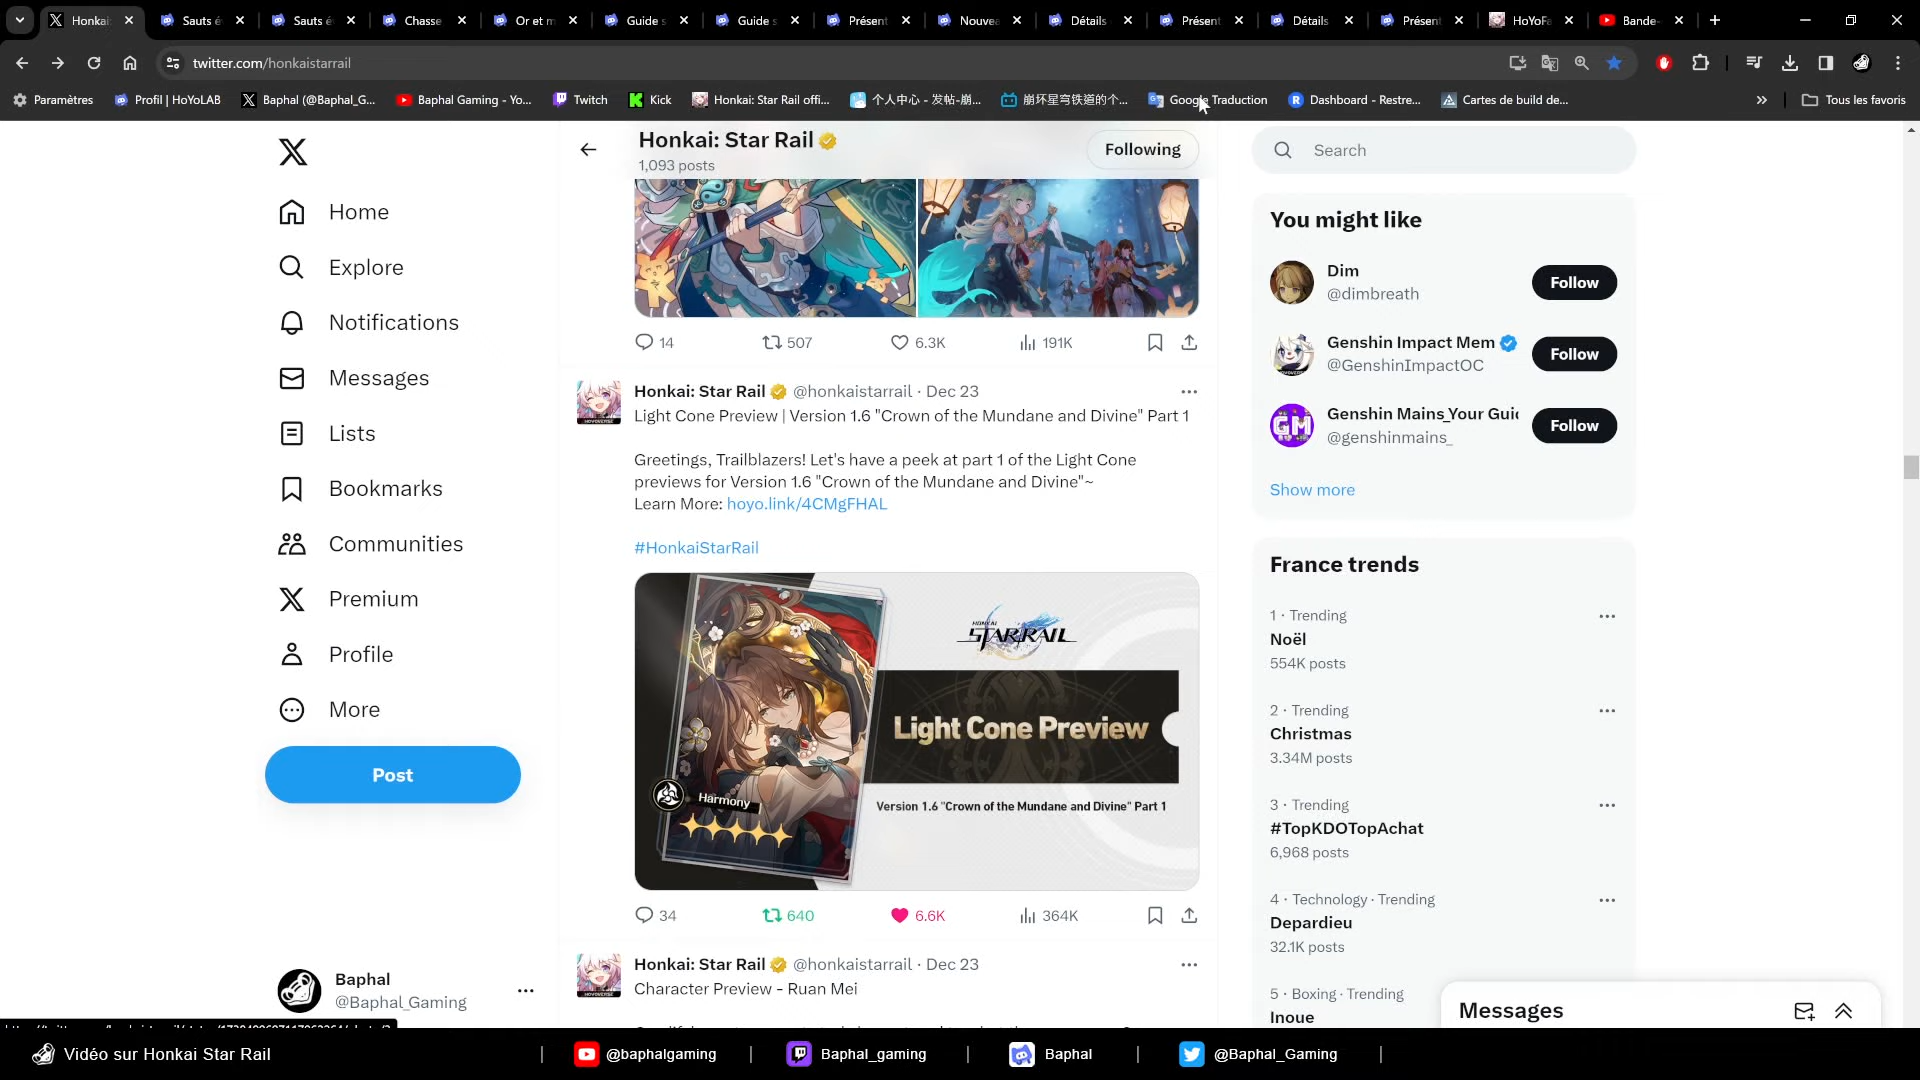 Honkai
Sauts é
Sauts é
Chasse
Or et m
Guide s
Guide s
Présent
Nouvea
Détails
Présent
Détails
Présent
HoYoFa
Bande-
twitter.com/honkaistarrail
Paramètres
Profil | HoYoLAB
Baphal (@Baphal_G...
Baphal Gaming - Yo...
Twitch
Kick
Honkai: Star Rail offi...
个人中心 - 发帖-崩...
崩坏星穹铁道的个...
Google Traduction
Dashboard - Restre...
Cartes de build de...
Tous les favoris
Home
Explore
Notifications
Messages
Lists
Bookmarks
Communities
Premium
Profile
More
Post
Baphal
@Baphal_Gaming
Honkai: Star Rail
1,093 posts
Following
14
507
6.3K
191K
Honkai: Star Rail @honkaistarrail · Dec 23
Light Cone Preview | Version 1.6 "Crown of the Mundane and Divine" Part 1
Greetings, Trailblazers! Let's have a peek at part 1 of the Light Cone
previews for Version 1.6 "Crown of the Mundane and Divine"~
Learn More: hoyo.link/4CMgFHAL
#HonkaiStarRail
Harmony
HONKAI
STAR RAIL
Light Cone Preview
Version 1.6 "Crown of the Mundane and Divine" Part 1
34
640
6.6K
364K
Honkai: Star Rail @honkaistarrail · Dec 23
Character Preview - Ruan Mei
Search
You might like
Dim
@dimbreath
Follow
Genshin Impact Mem
@GenshinImpactOC
Follow
Genshin Mains_Your Gui
@genshinmains_
Follow
Show more
France trends
1 · Trending
Noël
554K posts
2 · Trending
Christmas
3.34M posts
3 · Trending
#TopKDOTopAchat
6,968 posts
4 · Technology · Trending
Depardieu
32.1K posts
5 · Boxing · Trending
Inoue
Messages
Vidéo sur Honkai Star Rail
@baphalgaming
Baphal_gaming
Baphal
@Baphal_Gaming